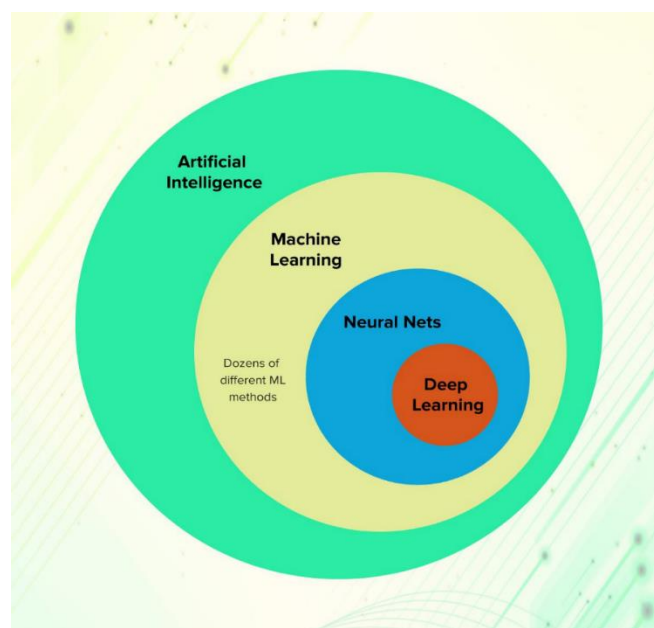 Artificial
Intelligence
Machine
Learning
Neural Nets
Dozens of
different ML
methods
Deep
Learning